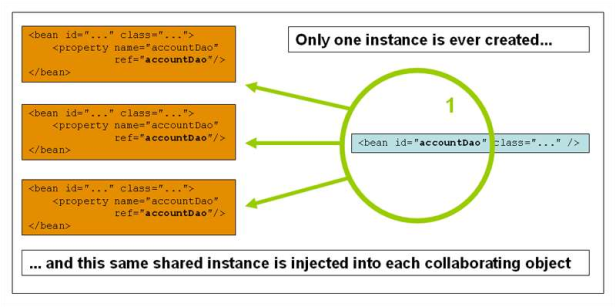 <bean id="..." class="...">
<property name="accountDao"
ref="accountDao"/>
</bean>
Only one instance is ever created...
1
<bean id="..." class="...">
<property name="accountDao"
ref="accountDao"/>
</bean>
<bean id="accountDao" class="..." />
<bean id="..." class="...">
<property name="accountDao"
ref="accountDao"/>
</bean>
... and this same shared instance is injected into each collaborating object